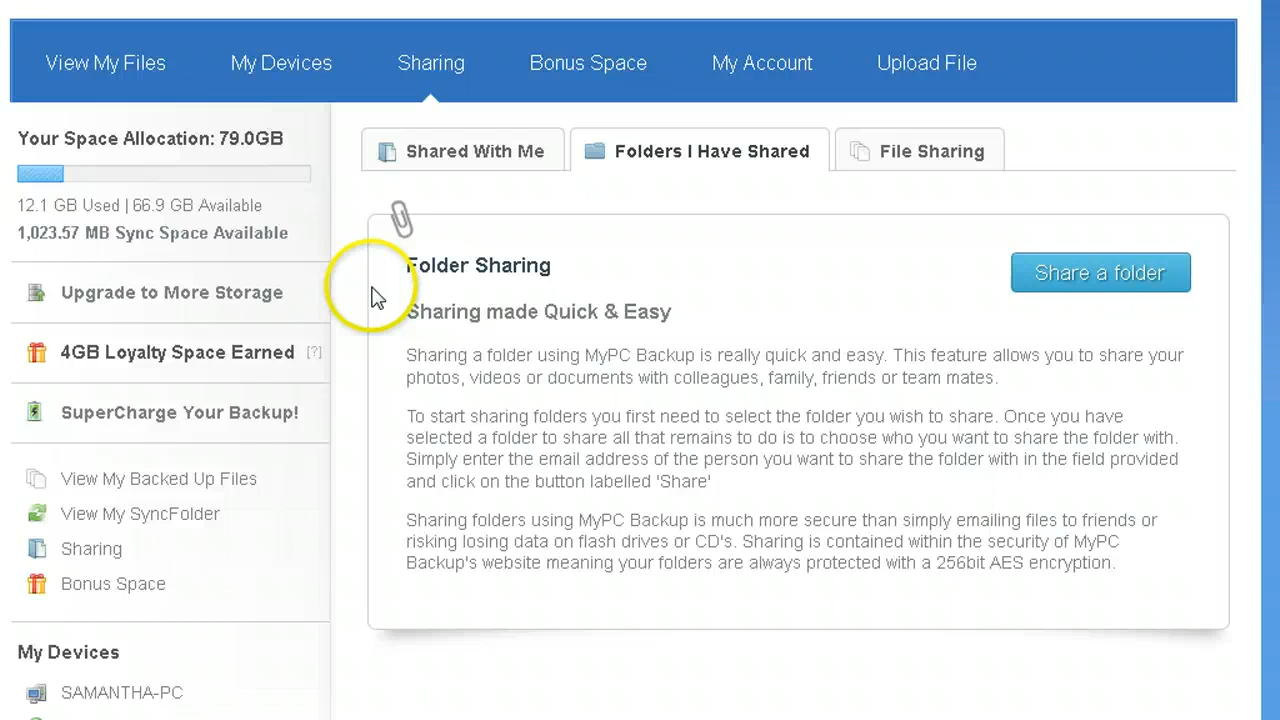 View My Files My Devices Sharing Bonus Space My Account Upload File
Your Space Allocation: 79.0GB
12.1 GB Used | 66.9 GB Available
1,023.57 MB Sync Space Available
Upgrade to More Storage
4GB Loyalty Space Earned [?]
SuperCharge Your Backup!
View My Backed Up Files
View My SyncFolder
Sharing
Bonus Space
My Devices
SAMANTHA-PC
Shared With Me Folders I Have Shared File Sharing
Folder Sharing
Share a folder
Sharing made Quick & Easy
Sharing a folder using MyPC Backup is really quick and easy. This feature allows you to share your
photos, videos or documents with colleagues, family, friends or team mates.
To start sharing folders you first need to select the folder you wish to share. Once you have
selected a folder to share all that remains to do is to choose who you want to share the folder with.
Simply enter the email address of the person you want to share the folder with in the field provided
and click on the button labelled 'Share'
Sharing folders using MyPC Backup is much more secure than simply emailing files to friends or
risking losing data on flash drives or CD's. Sharing is contained within the security of MyPC
Backup's website meaning your folders are always protected with a 256bit AES encryption.